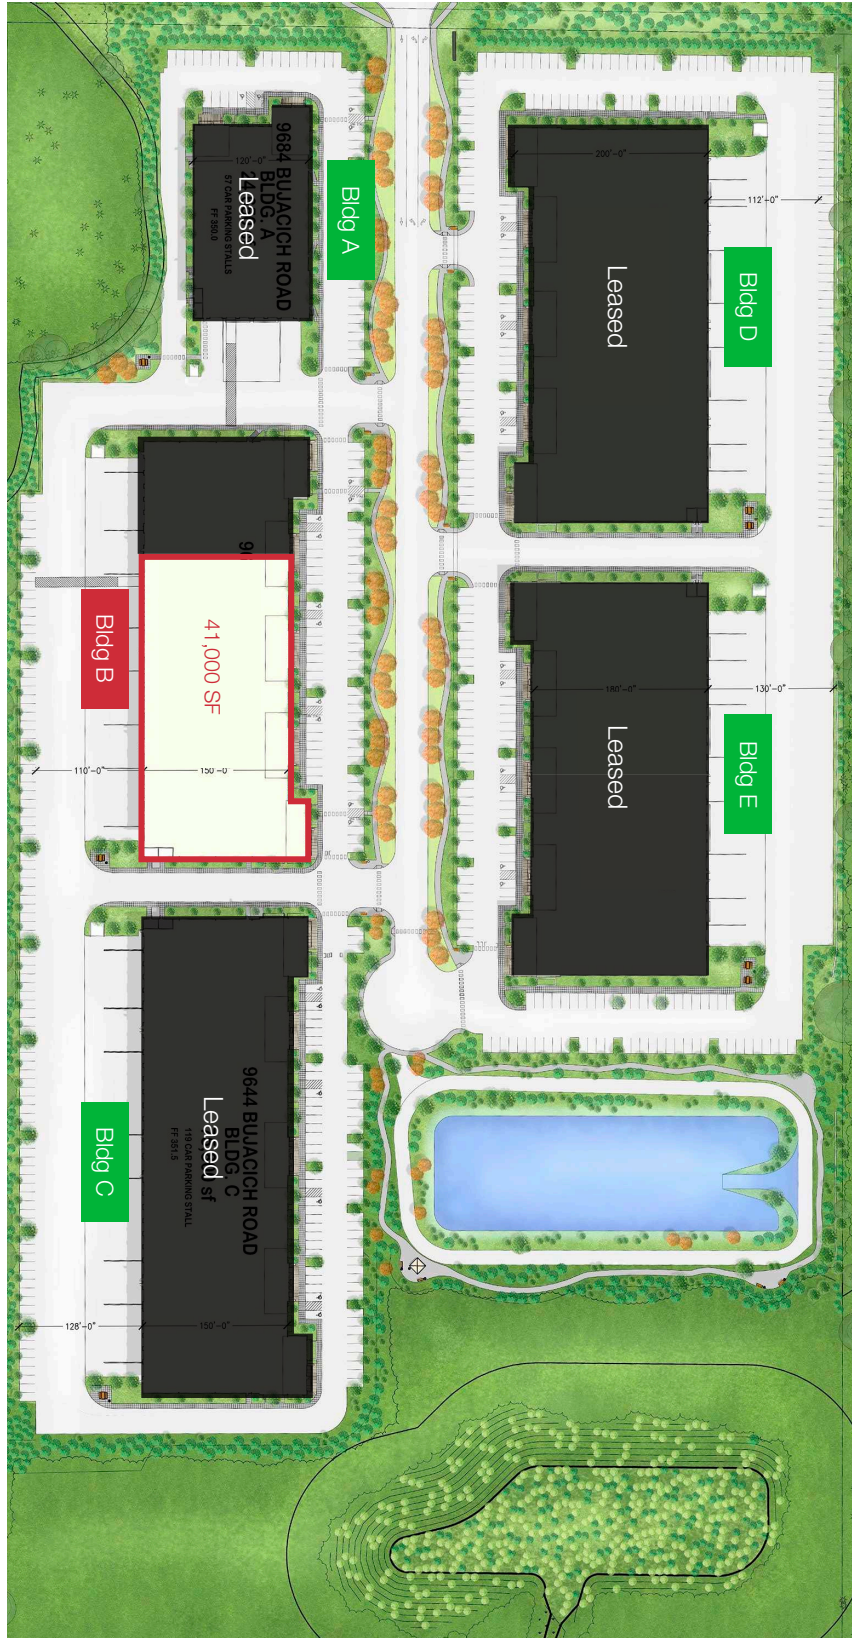 9684 BUJACICH ROAD
BLDG. A
Leased
57 CAR PARKING STALLS
FF 350.0
120'-0"
Bldg A
200'-0"
112'-0"
Leased
Bldg D
41,000 SF
Bldg B
110'-0"
150'-0
180'-0"
130'-0"
Leased
Bldg E
9644 BUJACICH ROAD
BLDG. C
sf
Leased
119 CAR PARKING STALL
FF 351.5
Bldg C
128'-0"
150'-0"